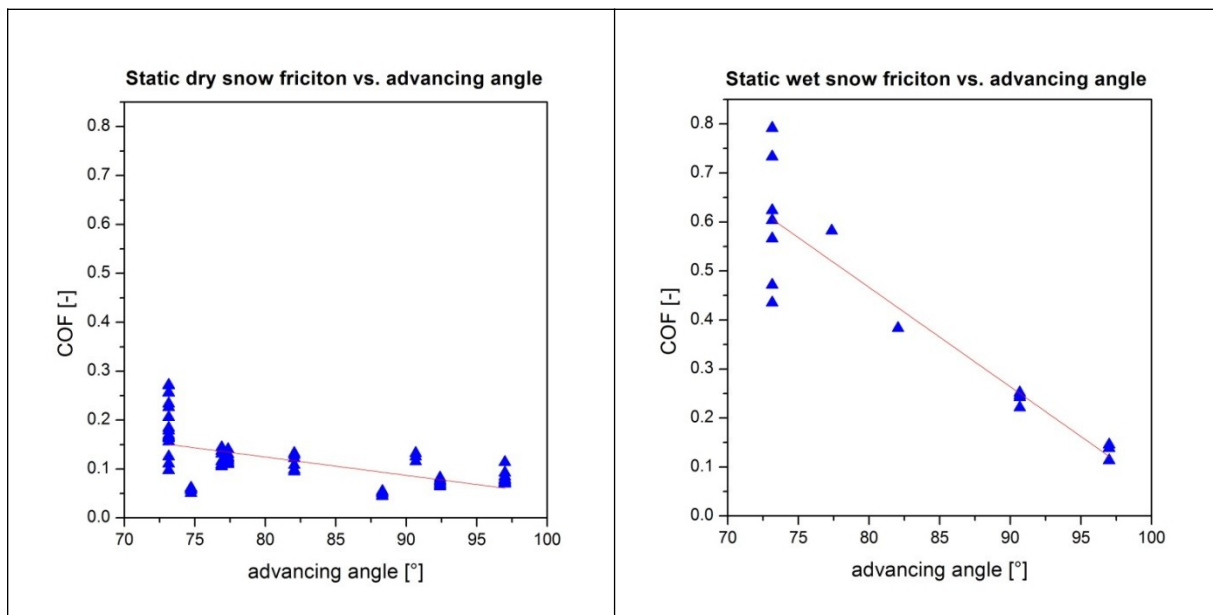 Static dry snow friciton vs. advancing angle
0.8
0.7
0.6
0.5
0.4
0.3
0.2
0.1
0.0
COF [-]
70 75 80 85 90 95 100
advancing angle [°]
Static wet snow friciton vs. advancing angle
0.8
0.7
0.6
0.5
0.4
0.3
0.2
0.1
0.0
COF [-]
70 75 80 85 90 95 100
advancing angle [°]